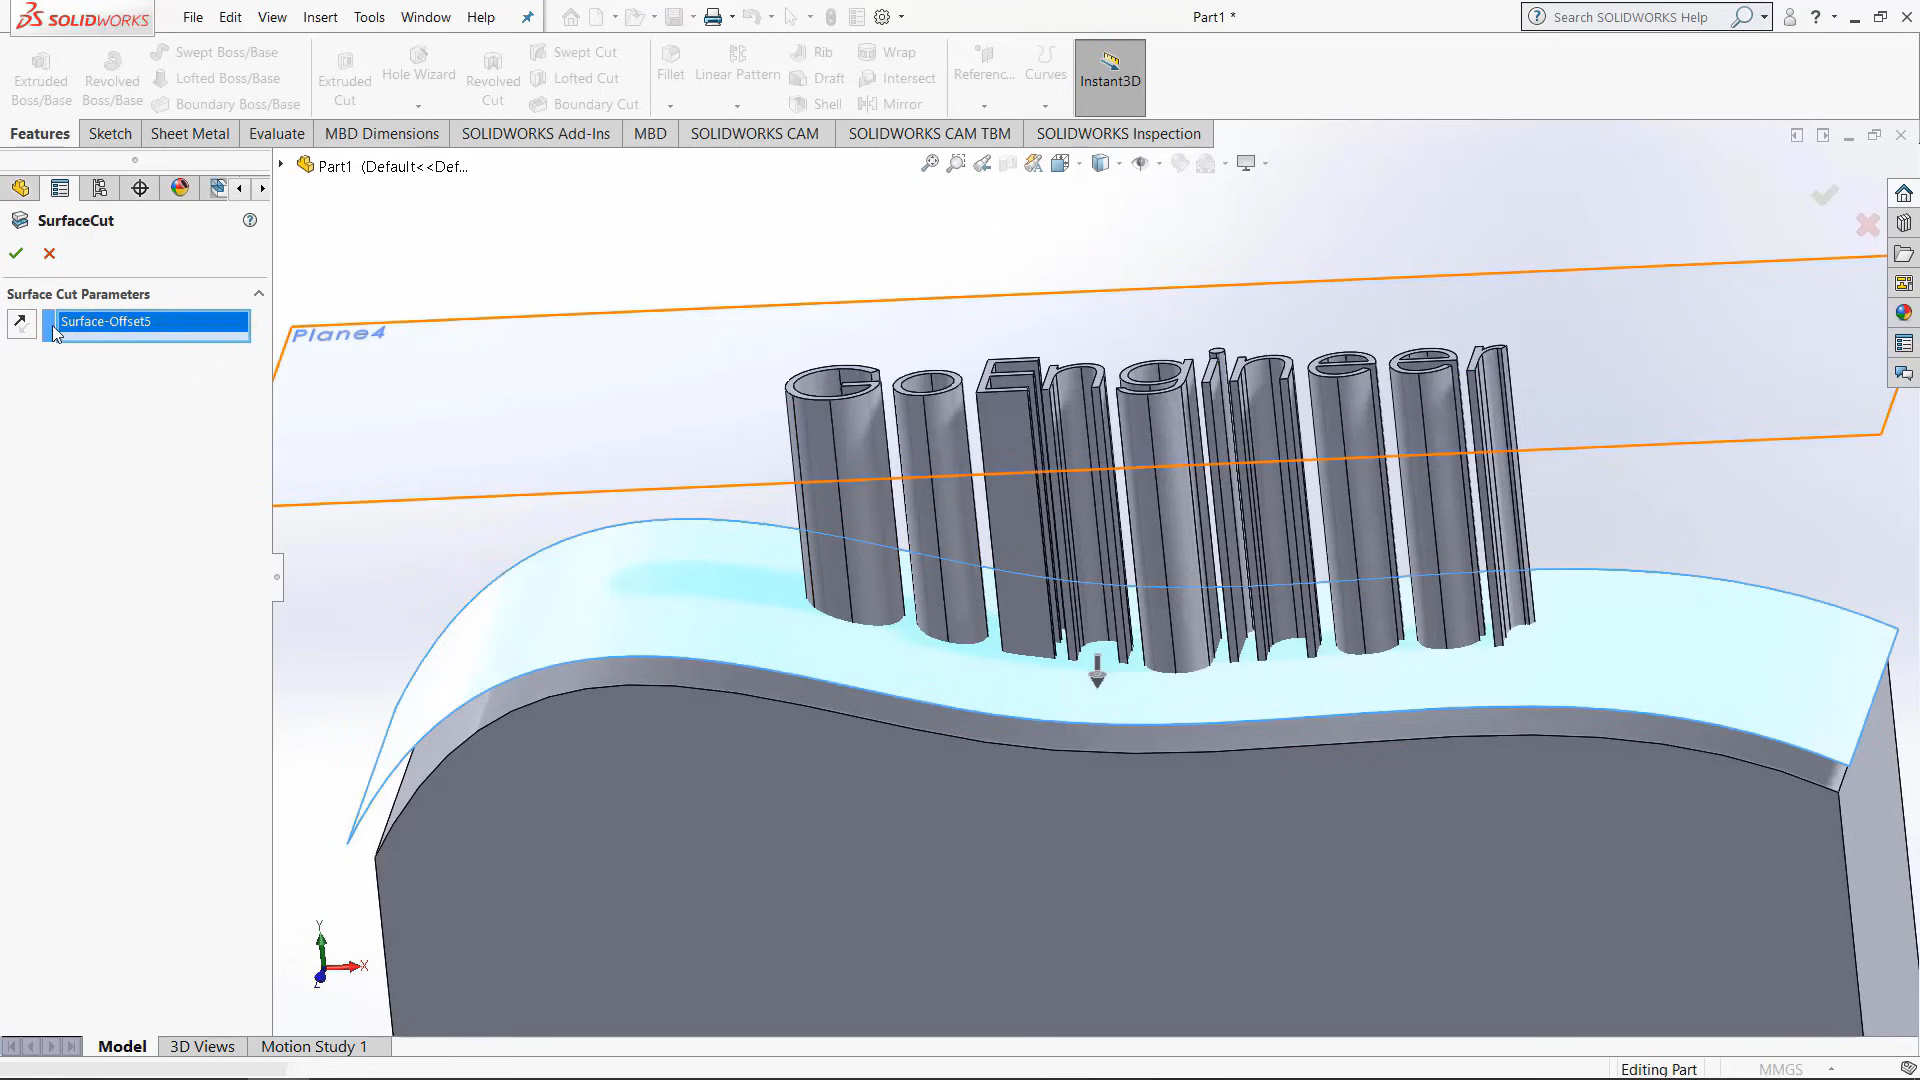 SOLIDWORKS File Edit View Insert Tools Window Help Part1 * Search SOLIDWORKS Help
Extruded Boss/Base
Revolved Boss/Base
Swept Boss/Base
Lofted Boss/Base
Boundary Boss/Base
Extruded Cut
Hole Wizard
Revolved Cut
Swept Cut
Lofted Cut
Boundary Cut
Fillet
Linear Pattern
Rib
Draft
Shell
Wrap
Intersect
Mirror
Referenc...
Curves
Instant3D
Features Sketch Sheet Metal Evaluate MBD Dimensions SOLIDWORKS Add-Ins MBD SOLIDWORKS CAM SOLIDWORKS CAM TBM SOLIDWORKS Inspection
Part1 (Default<<Def...
SurfaceCut
Surface Cut Parameters
Surface-Offset5
Plane4
Y
X
Z
Model 3D Views Motion Study 1
Editing Part MMGS